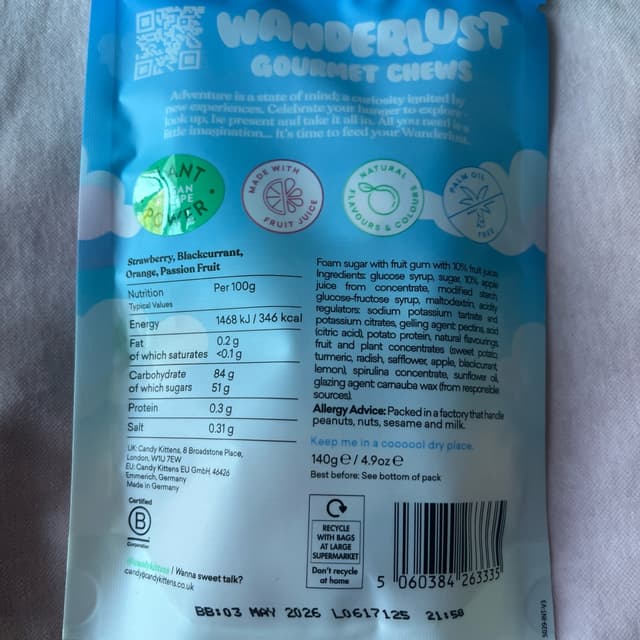 WANDERLUST
GOURMET CHEWS
Adventure is a state of mind; a curiosity ignited by
new experiences. Celebrate your hunger to explore -
look up, be present and take it all in. All you need is a
little imagination... it's time to feed your Wanderlust.
PLANT
POWER
MADE WITH
FRUIT JUICE
NATURAL
FLAVOURS & COLOURS
PALM OIL
FREE
Strawberry, Blackcurrant,
Orange, Passion Fruit
Nutrition Per 100g
Typical Values
Energy 1468 kJ / 346 kcal
Fat 0.2 g
of which saturates <0.1 g
Carbohydrate 84 g
of which sugars 51 g
Protein 0.3 g
Salt 0.31 g
UK: Candy Kittens, 8 Broadstone Place,
London, W1U 7EW
EU: Candy Kittens EU GmbH, 46426
Emmerich, Germany
Made in Germany
Certified
B
Corporation
Foam sugar with fruit gum with 10% fruit juice
Ingredients: glucose syrup, sugar, 10% apple
juice from concentrate, modified starch,
glucose-fructose syrup, maltodextrin, acidity
regulators: sodium potassium tartrate and
potassium citrates, gelling agent: pectins, acid
(citric acid), potato protein, natural flavourings,
fruit and plant concentrates (sweet potato,
turmeric, radish, safflower, apple, blackcurrant,
lemon), spirulina concentrate, sunflower oil,
glazing agent: carnauba wax (from responsible
sources).
Allergy Advice: Packed in a factory that handle
peanuts, nuts, sesame and milk.
Keep me in a cooooool dry place.
140g e / 4.9oz e
Best before: See bottom of pack
RECYCLE
WITH BAGS
AT LARGE
SUPERMARKET
Don't recycle
at home
5 060384 263335
| Wanna sweet talk?
candy@candykittens.co.uk
BB:03 MAY 2026 L0617125 21:58